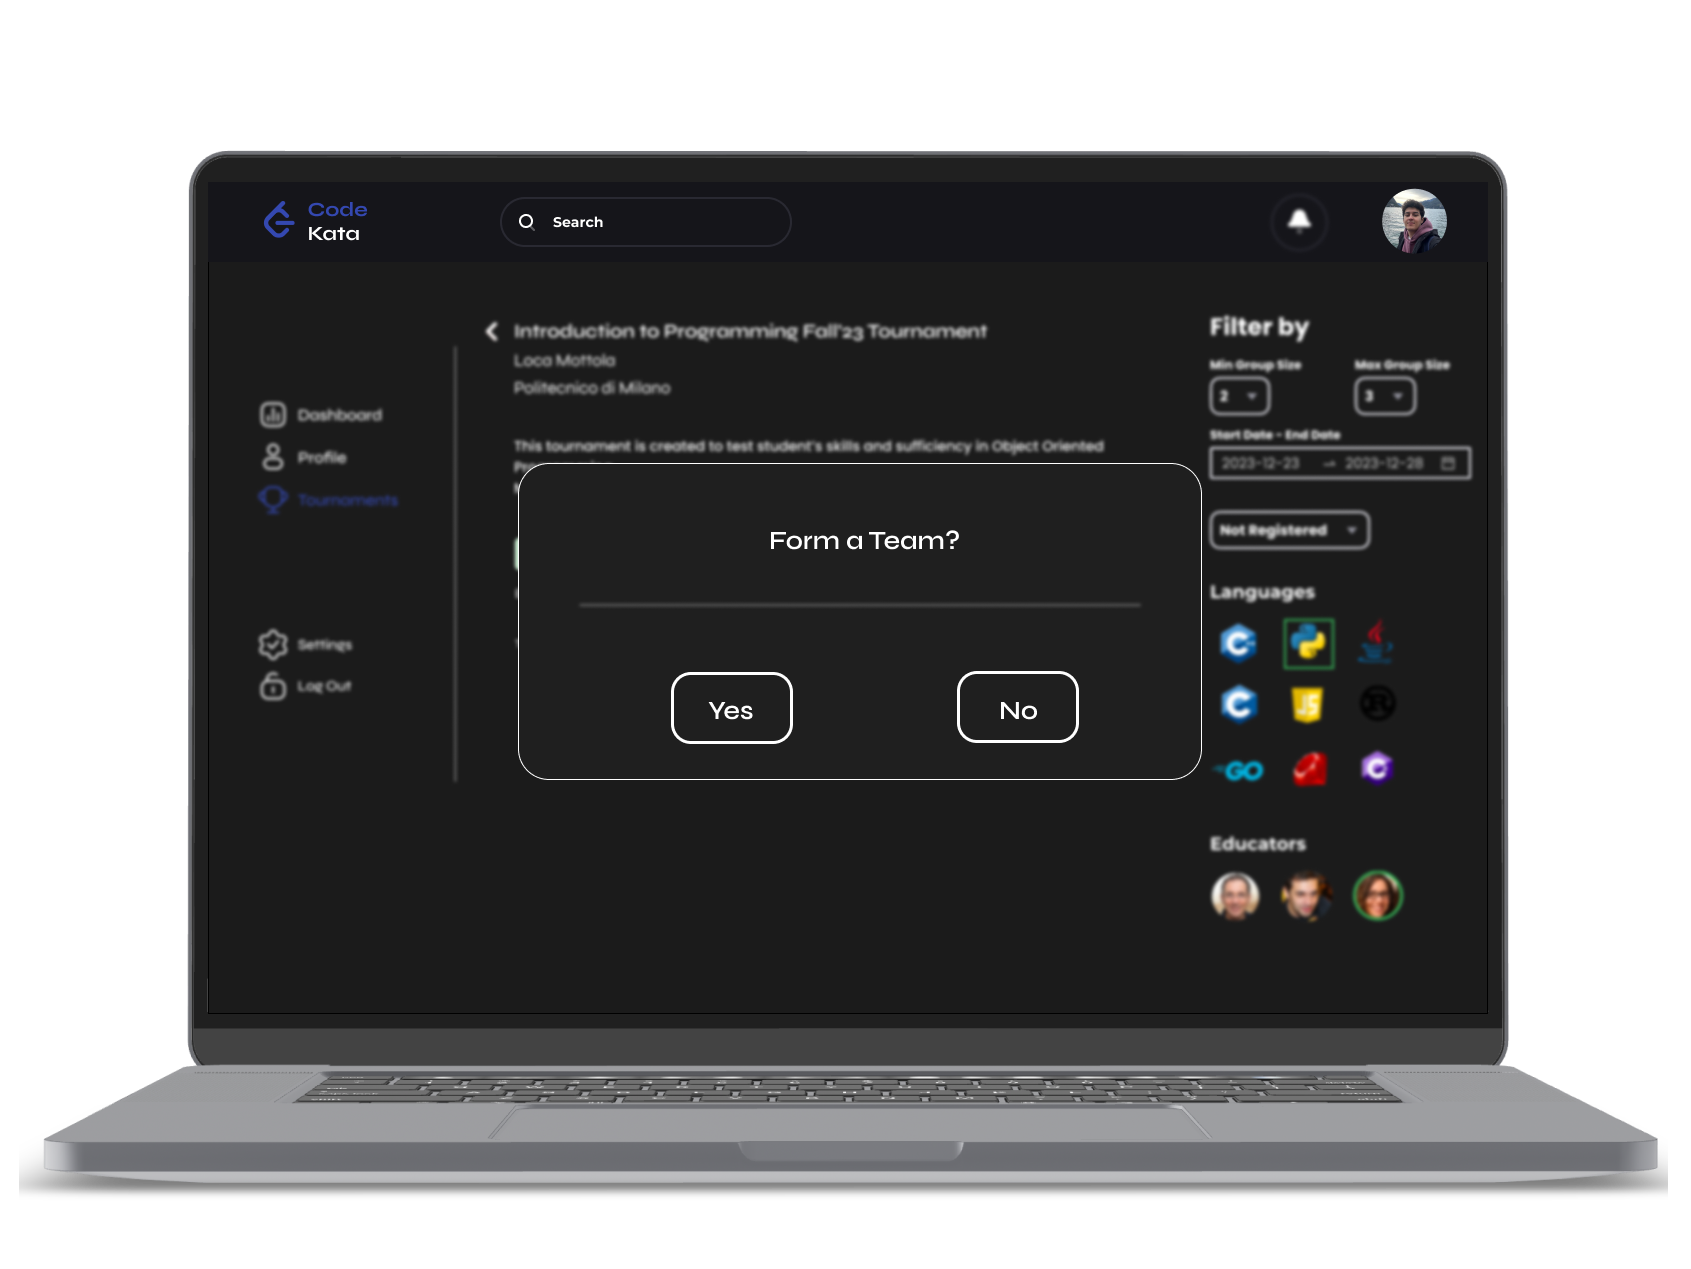 Code
Kata
Search
Introduction to Programming Fall'23 Tournament
Loca Mottola
Politecnico di Milano
This tournament is created to test student's skills and sufficiency in Object Oriented
Dashboard
Profile
Tournaments
Settings
Log Out
Form a Team?
Yes
No
Filter by
Min Group Size
Max Group Size
2
3
Start Date - End Date
2023-12-23 → 2023-12-28
Not Registered
Languages
C
JS
R
C
GO
C
Educators